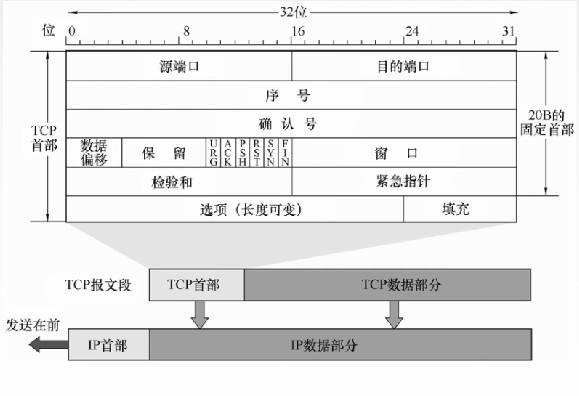 32位
位 0 8 16 24 31
源端口 目的端口
序 号
TCP首部
确 认 号
20B的固定首部
数据偏移 保 留 URG ACK PSH RST SYN FIN 窗 口
检验和 紧急指针
选项（长度可变） 填充
TCP报文段 TCP首部 TCP数据部分
发送在前
IP首部 IP数据部分